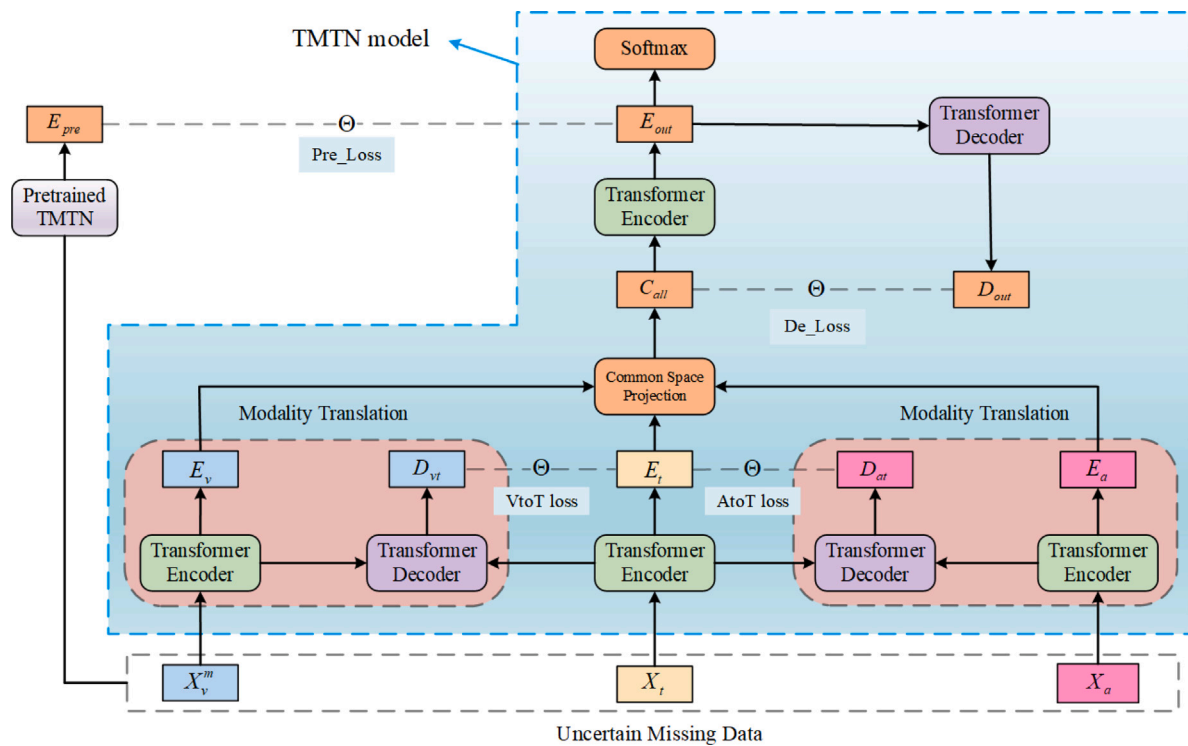 TMTN model
Softmax
E_pre
Θ
E_out
Transformer
Decoder
Pre_Loss
Pretrained
TMTN
Transformer
Encoder
C_all
Θ
D_out
De_Loss
Common Space
Projection
Modality Translation
Modality Translation
E_v
D_vt
Θ
E_t
Θ
D_at
E_a
VtoT loss
AtoT loss
Transformer
Encoder
Transformer
Decoder
Transformer
Encoder
Transformer
Decoder
Transformer
Encoder
X_v^m
X_t
X_a
Uncertain Missing Data